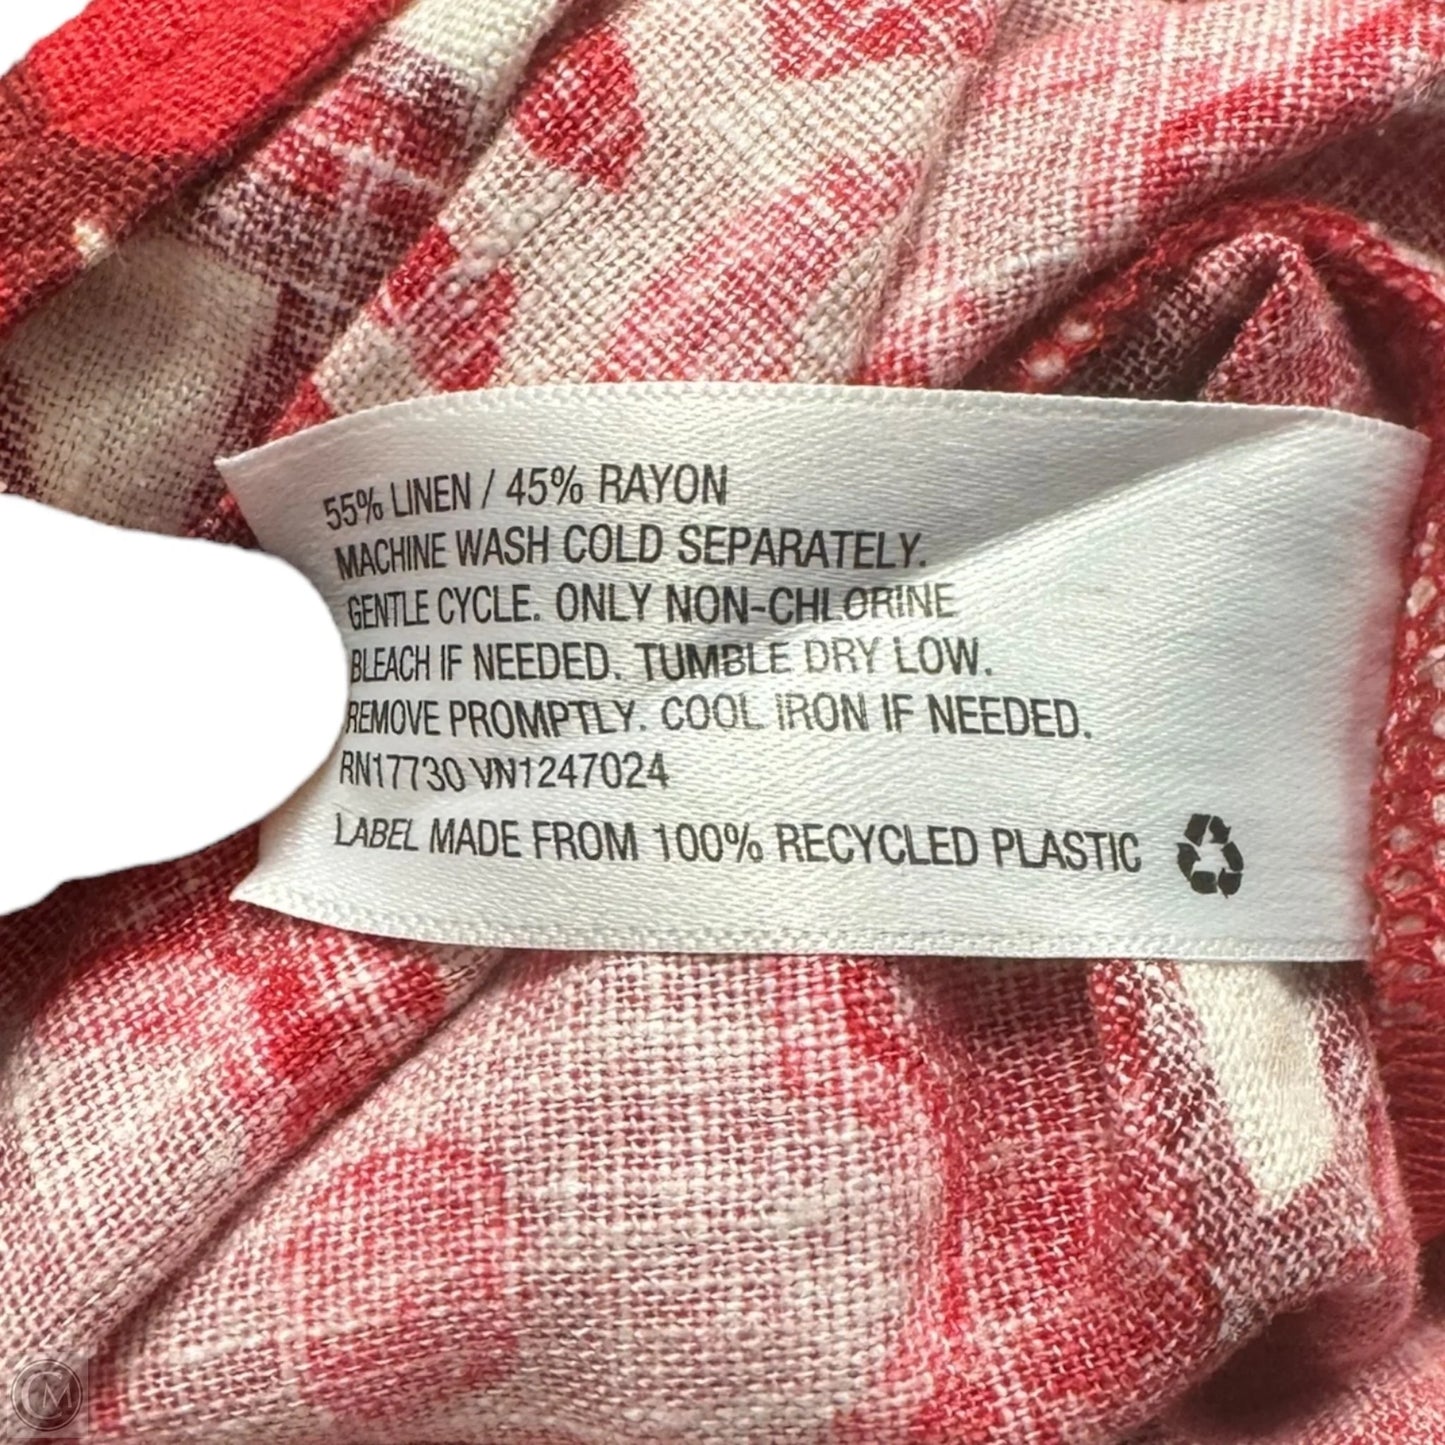 55% LINEN / 45% RAYON
MACHINE WASH COLD SEPARATELY.
GENTLE CYCLE. ONLY NON-CHLORINE
BLEACH IF NEEDED. TUMBLE DRY LOW.
REMOVE PROMPTLY. COOL IRON IF NEEDED.
RN17730 VN1247024
LABEL MADE FROM 100% RECYCLED PLASTIC
CM